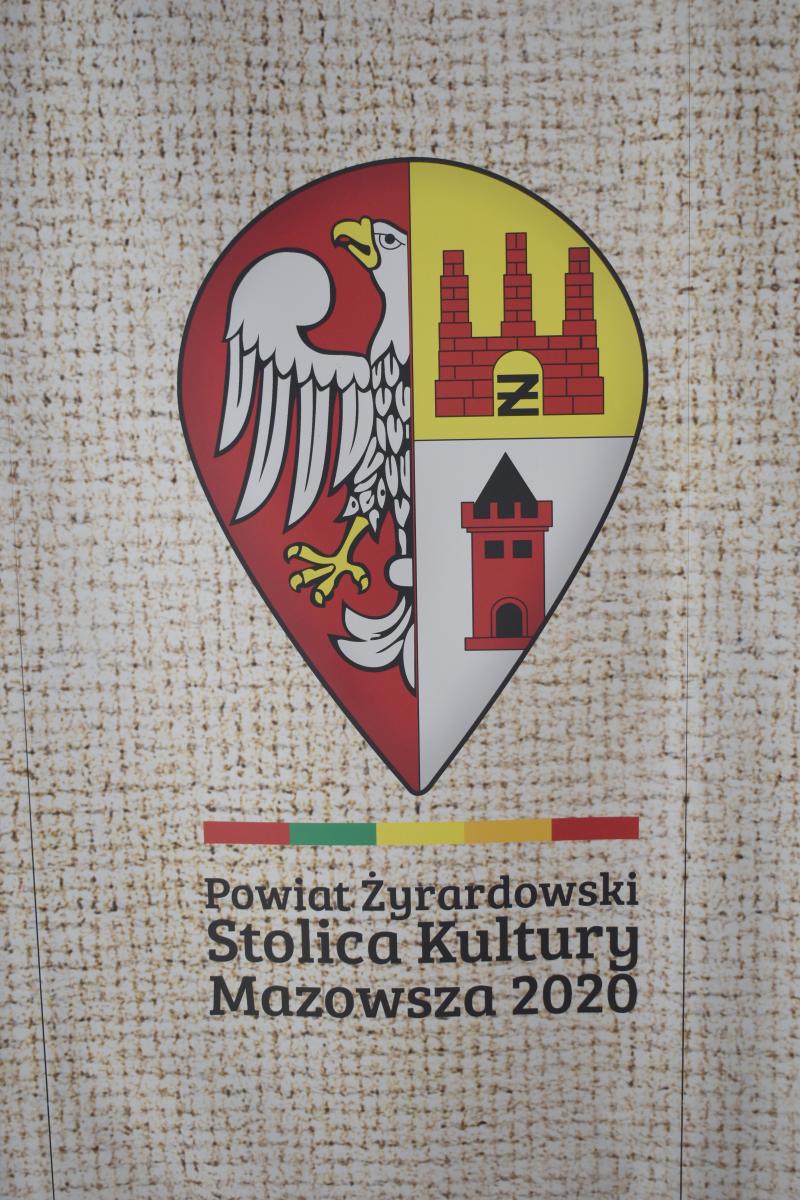 Ƶ
Powiat Żyrardowski
Stolica Kultury
Mazowsza 2020